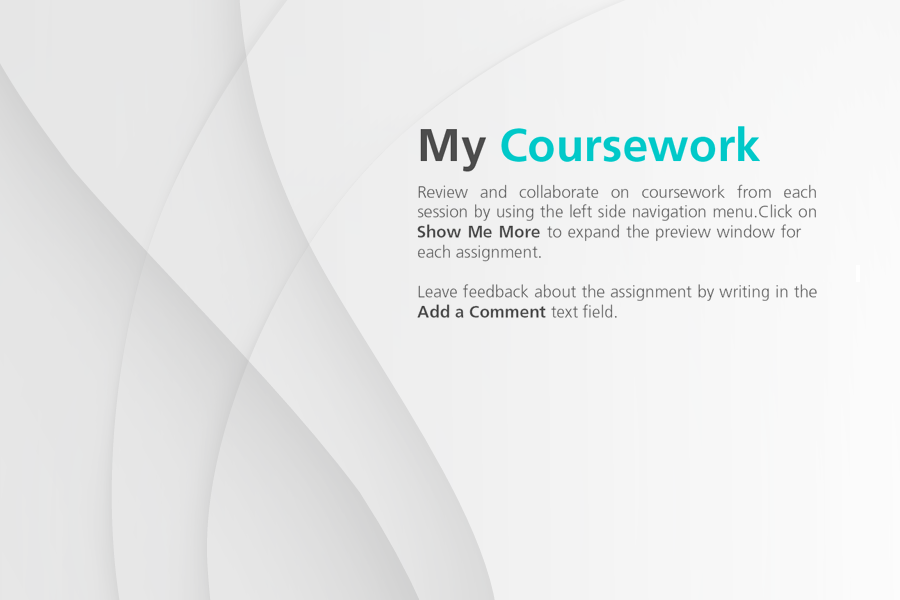 My Coursework
Review and collaborate on coursework from each
session by using the left side navigation menu.Click on
Show Me More to expand the preview window for
each assignment.
Leave feedback about the assignment by writing in the
Add a Comment text field.